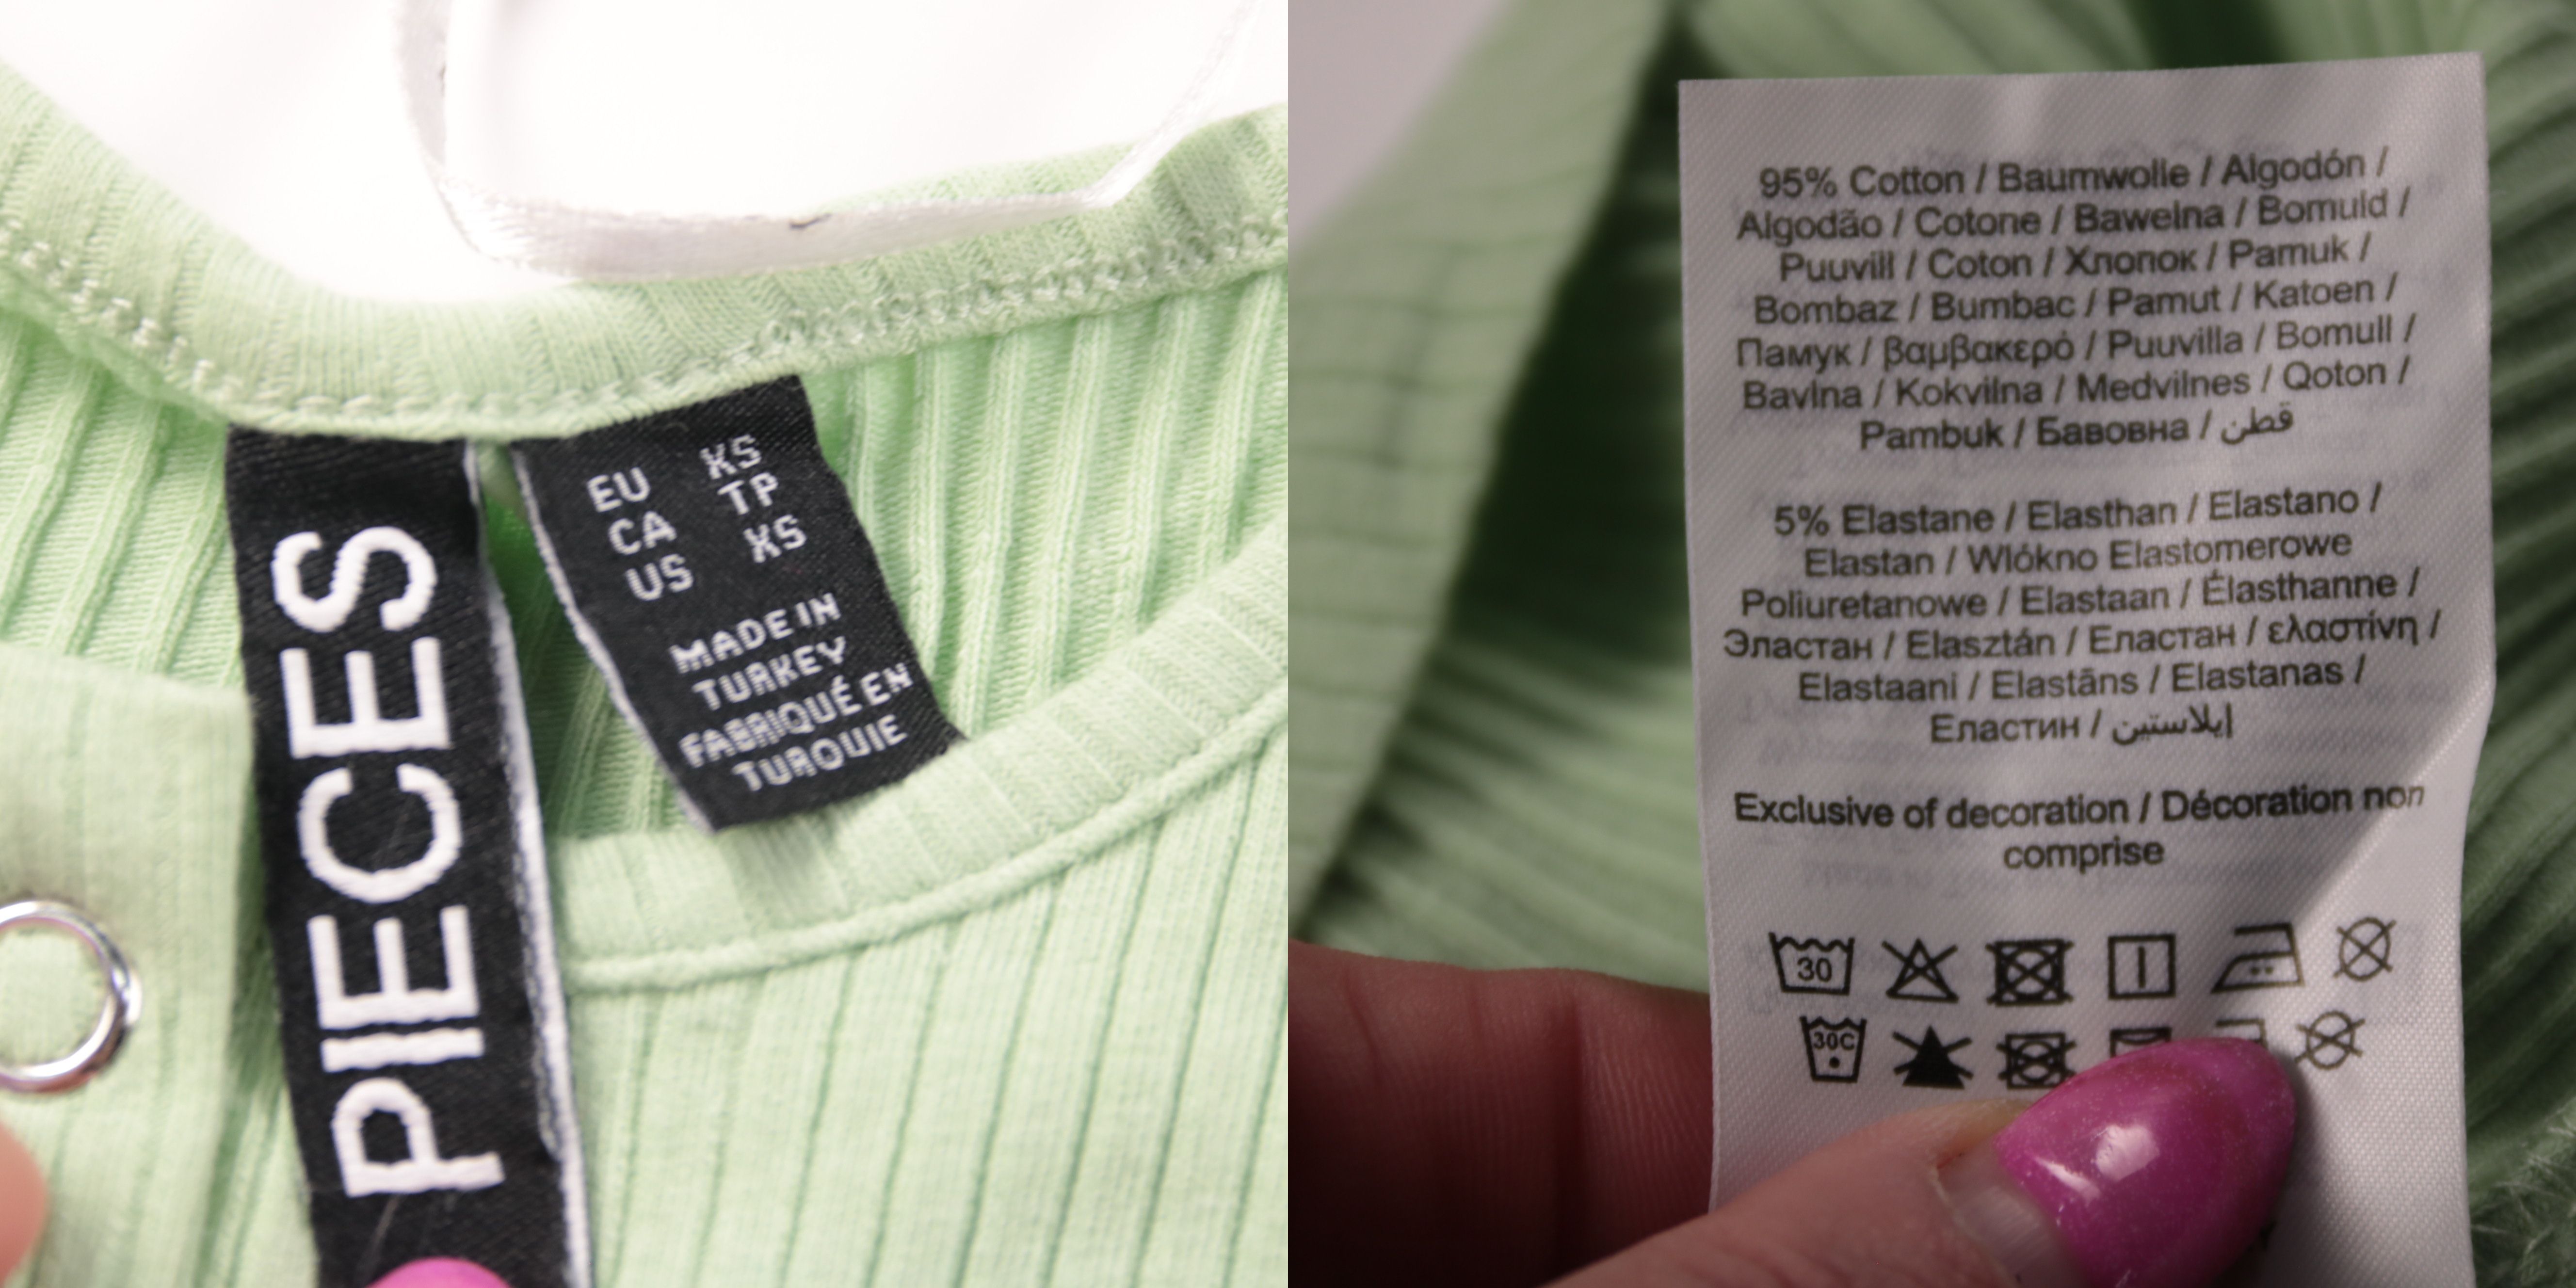 PIECES
EU XS
CA TP
US XS
MADE IN
TURKEY
FABRIQUÉ EN
TURQUIE
95% Cotton / Baumwolle / Algodón /
Algodão / Cotone / Bawelna / Bomuld /
Puuvill / Coton / Хлопок / Pamuk /
Bombaz / Bumbac / Pamut / Katoen /
Памук / βαμβακερό / Puuvilla / Bomull /
Bavlna / Kokvilna / Medvilnes / Qoton /
Pambuk / Бавовна / قطن
5% Elastane / Elasthan / Elastano /
Elastan / Wlókno Elastomerowe
Poliuretanowe / Elastaan / Élasthanne /
Эластан / Elasztán / Еластан / ελαστίνη /
Elastaani / Elastāns / Elastanas /
Еластин / إيلاستين
Exclusive of decoration / Décoration non
comprise
30
30C